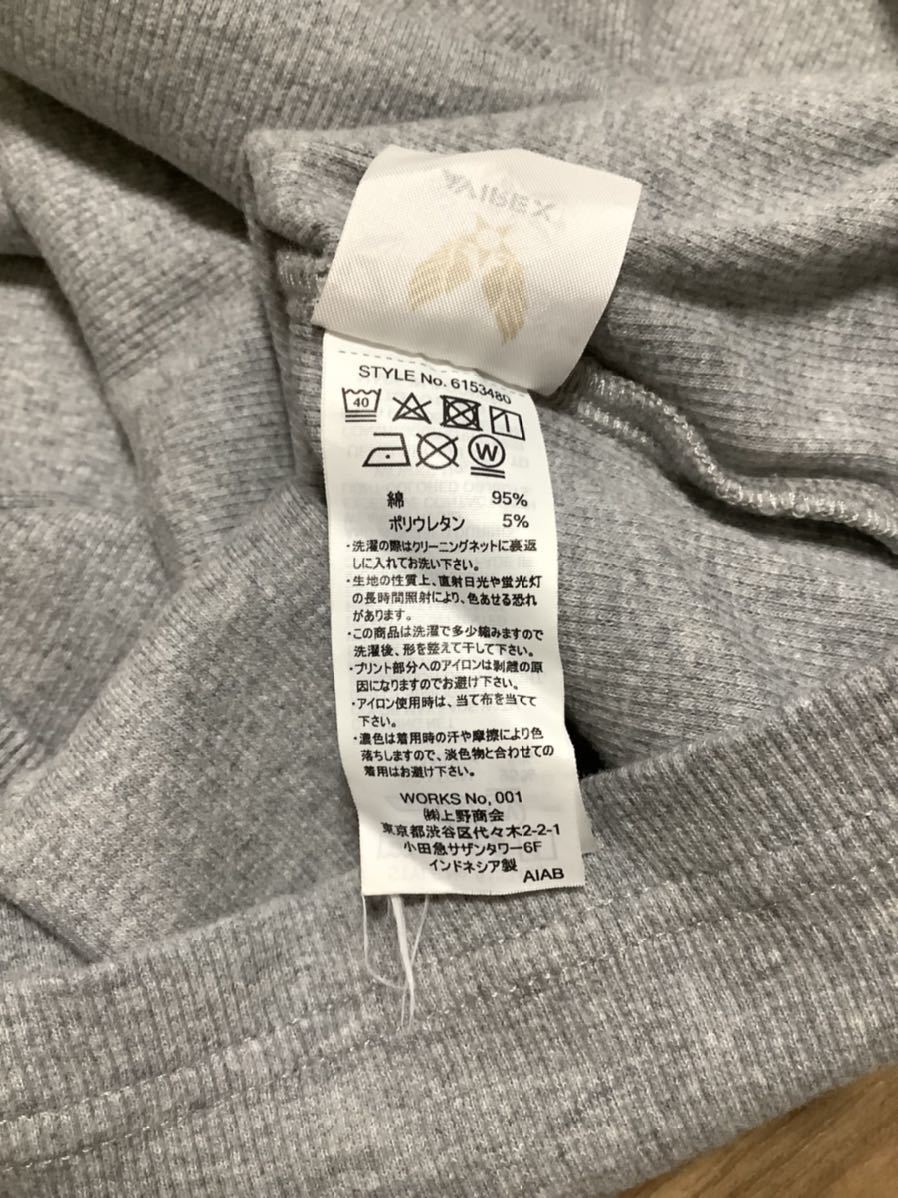 AVIREX
STYLE No. 6153480
40
W
綿 95%
ポリウレタン 5%
・洗濯の際はクリーニングネットに裏返
しに入れてお洗い下さい。
・生地の性質上、直射日光や蛍光灯
の長時間照射により、色あせる恐れ
があります。
・この商品は洗濯で多少縮みますので
洗濯後、形を整えて干して下さい。
・プリント部分へのアイロンは剥離の原
因になりますのでお避け下さい。
・アイロン使用時は、当て布を当てて
下さい。
・濃色は着用時の汗や摩擦により色
落ちしますので、淡色物と合わせての
着用はお避け下さい。
WORKS No, 001
㈱上野商会
東京都渋谷区代々木2-2-1
小田急サザンタワー6F
インドネシア製
AIAB